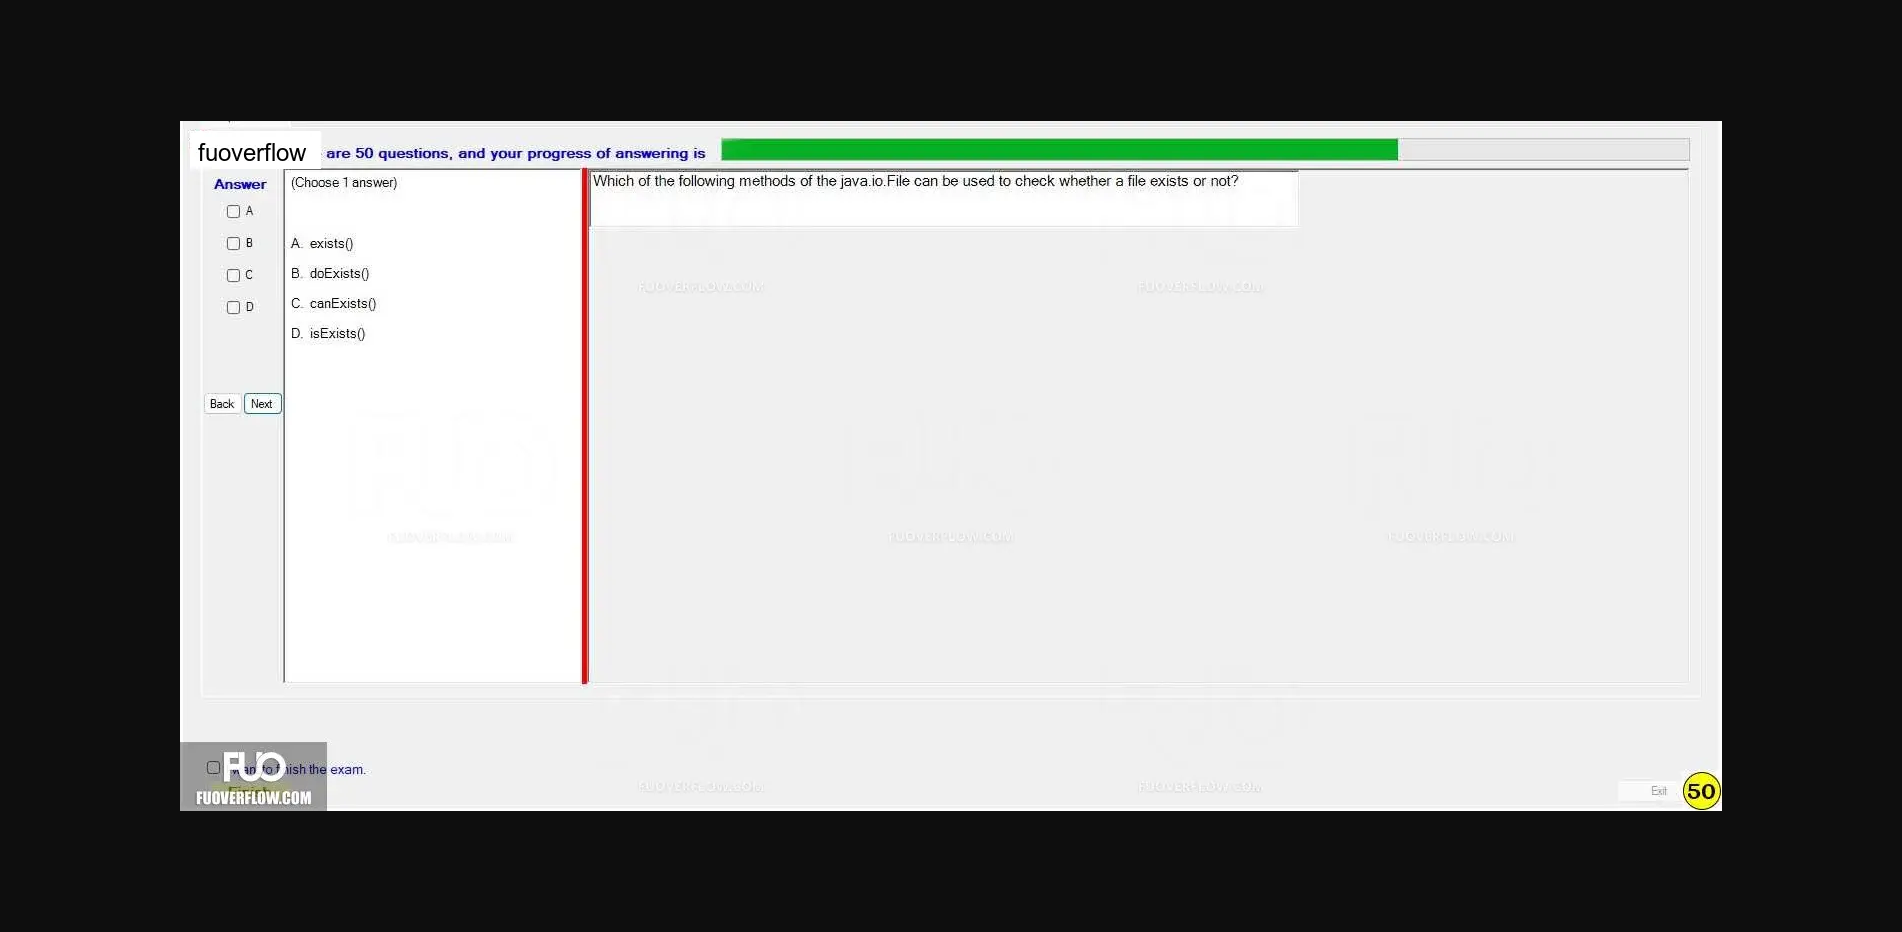 fuoverflow are 50 questions, and your progress of answering is
Answer
A
B
C
D
Back Next
(Choose 1 answer)
A. exists()
B. doExists()
C. canExists()
D. isExists()
Which of the following methods of the java.io.File can be used to check whether a file exists or not?
FUOVERFLOW.COM FUOVERFLOW.COM
FUOVERFLOW.COM FUOVERFLOW.COM FUOVERFLOW.COM
FUOVERFLOW.COM FUOVERFLOW.COM
want to finish the exam.
FUO
Finish
FUOVERFLOW.COM
Exit
50